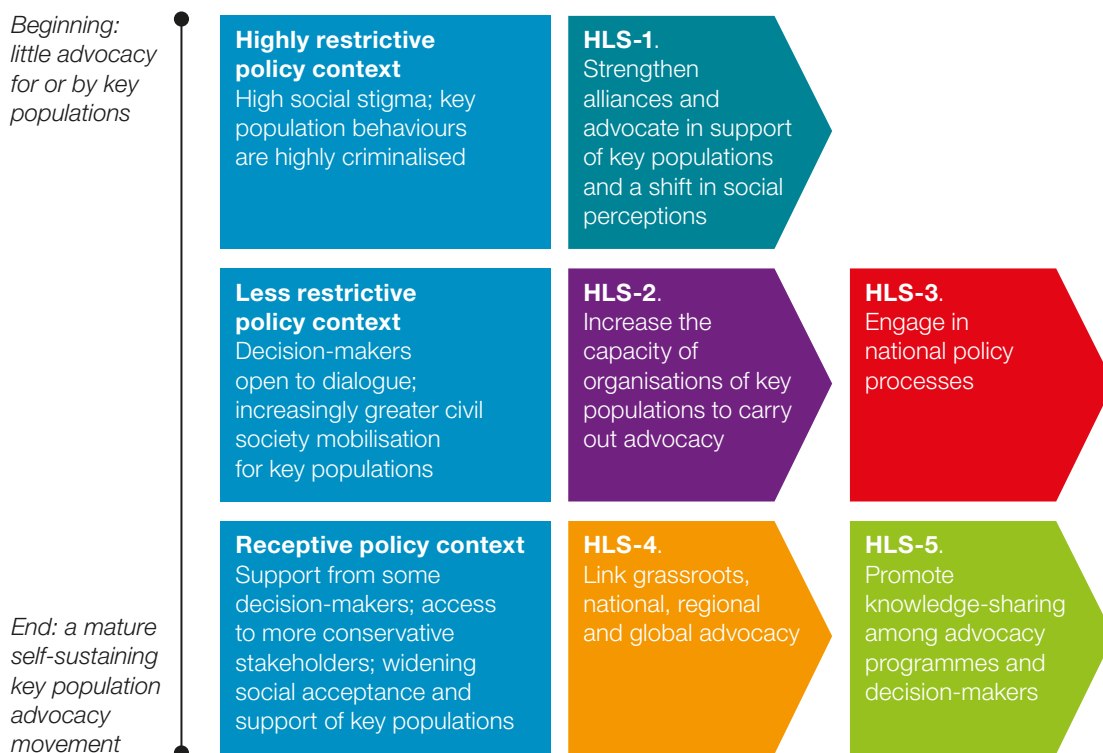 Beginning:
little advocacy
for or by key
populations
Highly restrictive
policy context
High social stigma; key
population behaviours
are highly criminalised
HLS-1.
Strengthen
alliances and
advocate in support
of key populations
and a shift in social
perceptions
Less restrictive
policy context
Decision-makers
open to dialogue;
increasingly greater civil
society mobilisation
for key populations
HLS-2.
Increase the
capacity of
organisations of key
populations to carry
out advocacy
HLS-3.
Engage in
national policy
processes
End: a mature
self-sustaining
key population
advocacy
movement
Receptive policy context
Support from some
decision-makers; access
to more conservative
stakeholders; widening
social acceptance and
support of key populations
HLS-4.
Link grassroots,
national, regional
and global advocacy
HLS-5.
Promote
knowledge-sharing
among advocacy
programmes and
decision-makers